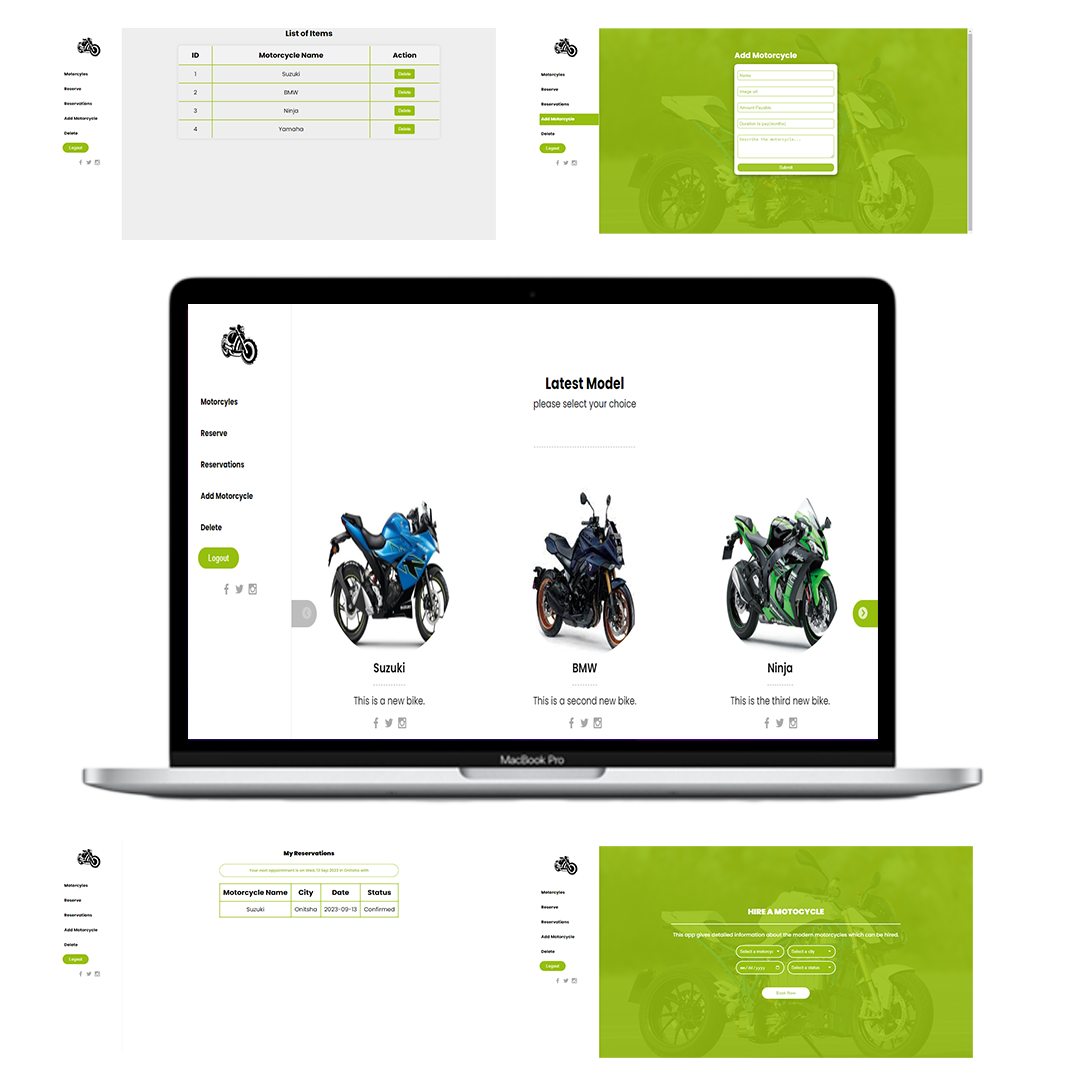 List of Items
ID Motorcycle Name Action
1 Suzuki Delete
2 BMW Delete
3 Ninja Delete
4 Yamaha Delete
Motorcyles
Reserve
Reservations
Add Motorcycle
Delete
Logout
Motorcyles
Reserve
Reservations
Add Motorcycle
Delete
Logout
Add Motorcycle
Name
Image url
Amount Payable
Duration to pay(months)
Describe the motorcycle...
Submit
Motorcyles
Reserve
Reservations
Add Motorcycle
Delete
Logout
Latest Model
please select your choice
Suzuki
This is a new bike.
BMW
This is a second new bike.
Ninja
This is the third new bike.
MacBook Pro
Motorcyles
Reserve
Reservations
Add Motorcycle
Delete
Logout
My Reservations
Your next appointment is on Wed, 13 Sep 2023 in Onitsha with
Motorcycle Name City Date Status
Suzuki Onitsha 2023-09-13 Confirmed
Motorcyles
Reserve
Reservations
Add Motorcycle
Delete
Logout
HIRE A MOTOCYCLE
This app gives detailed information about the modern motorcycles which can be hired.
Select a motorcyc Select a city
mm/dd/yyyy Select a status
Book Now